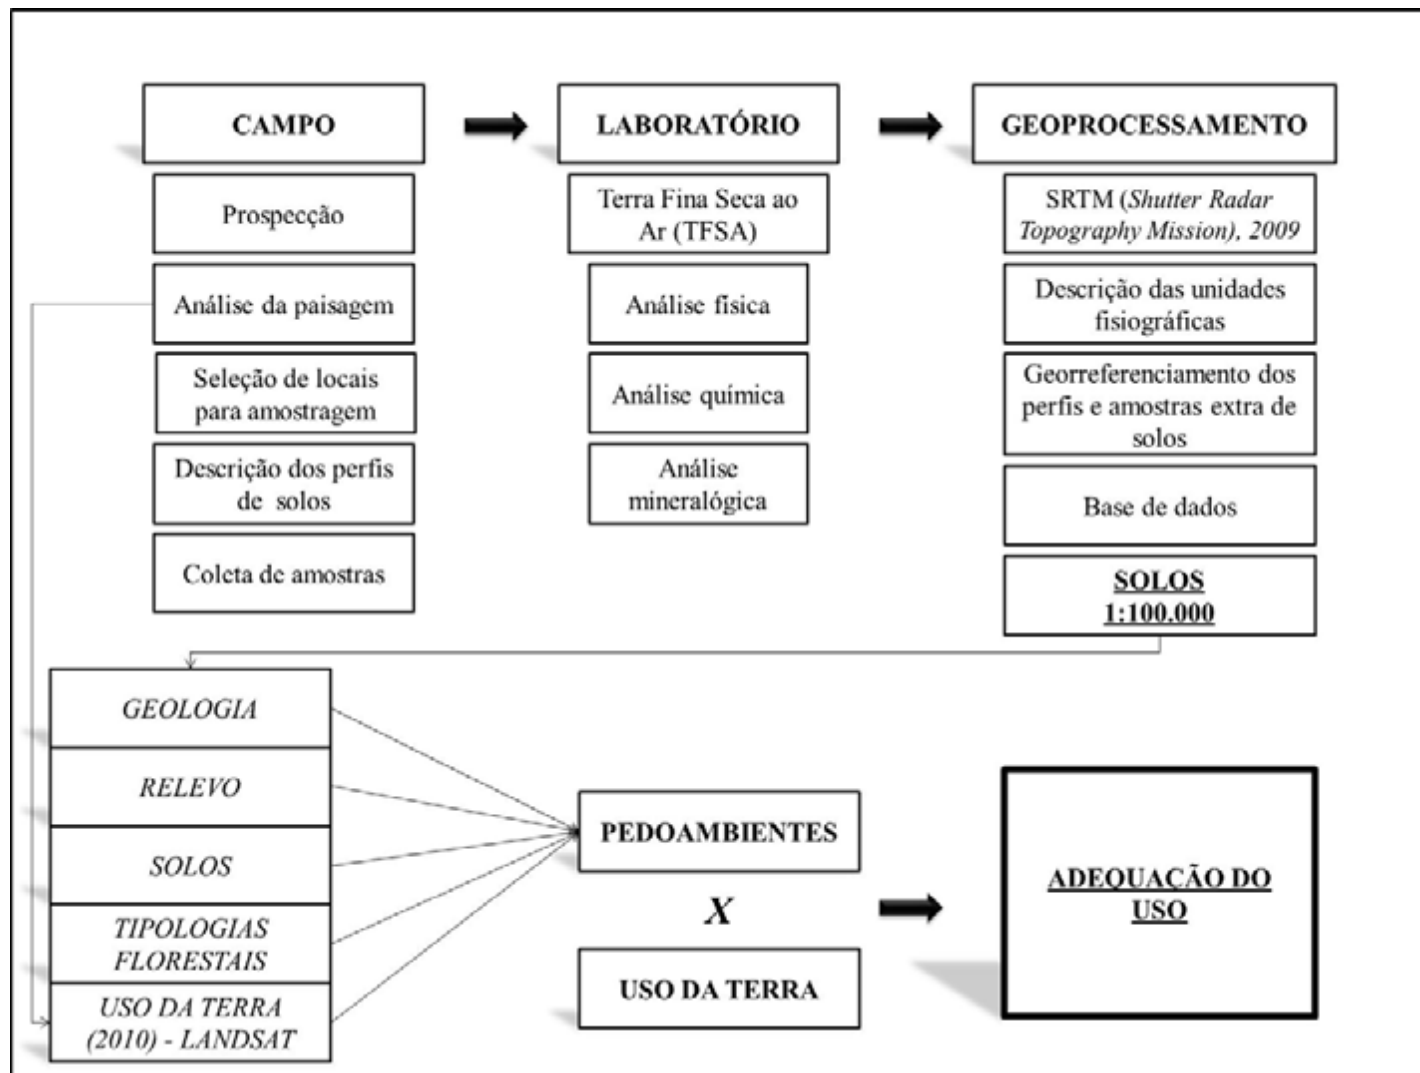 CAMPO
Prospecção
Análise da paisagem
Seleção de locais
para amostragem
Descrição dos perfis
de solos
Coleta de amostras
LABORATÓRIO
Terra Fina Seca ao
Ar (TFSA)
Análise física
Análise química
Análise
mineralógica
GEOPROCESSAMENTO
SRTM (Shutter Radar
Topography Mission), 2009
Descrição das unidades
fisiográficas
Georreferenciamento dos
perfis e amostras extra de
solos
Base de dados
SOLOS
1:100.000
GEOLOGIA
RELEVO
SOLOS
TIPOLOGIAS
FLORESTAIS
USO DA TERRA
(2010) - LANDSAT
PEDOAMBIENTES
X
USO DA TERRA
ADEQUAÇÃO DO
USO